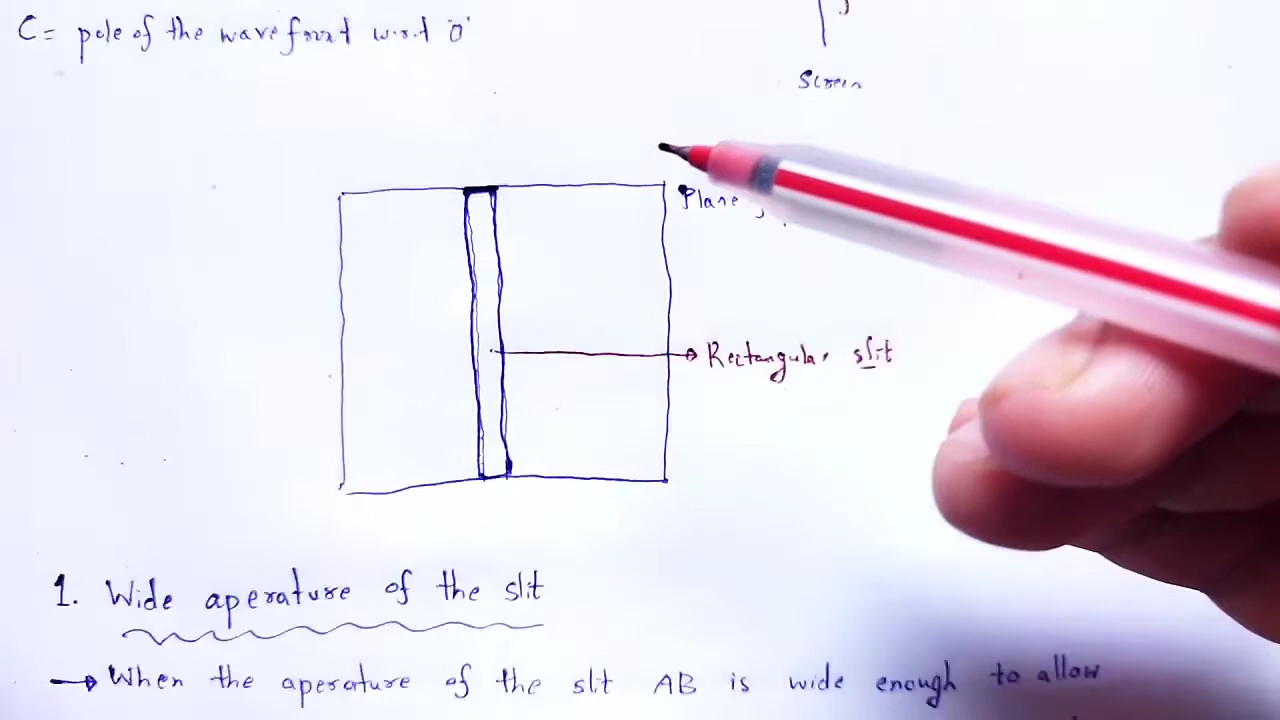 C = pole of the wavefront w.r.t 'O'
Screen
Plane
Rectangular slit
1. Wide aperature of the slit
→ When the aperature of the slit AB is wide enough to allow